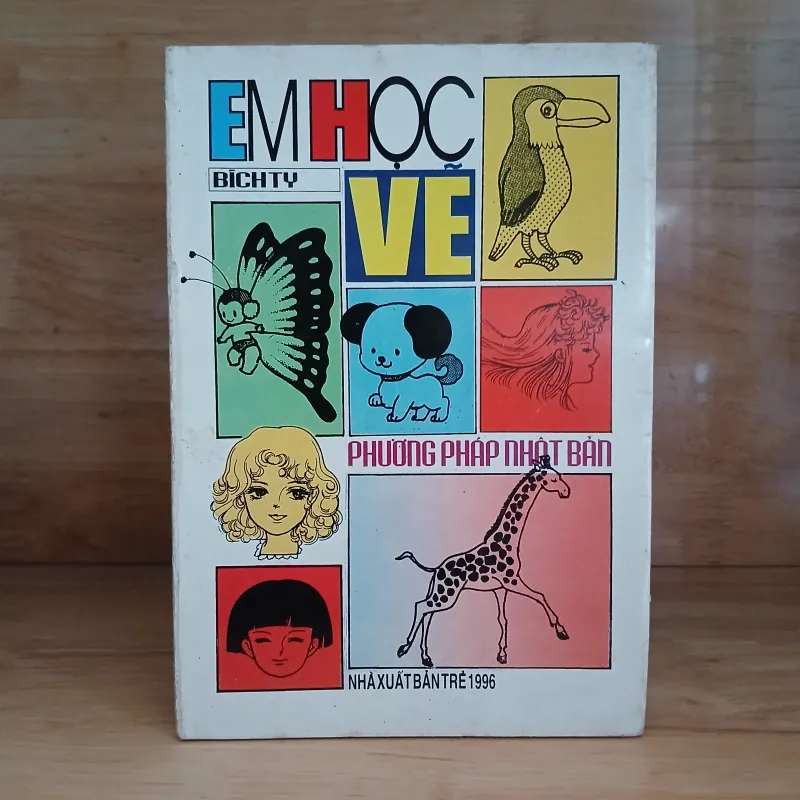 EM HỌC
BÍCH TY
VẼ
PHƯƠNG PHÁP NHẬT BẢN
NHÀ XUẤT BẢN TRẺ 1996